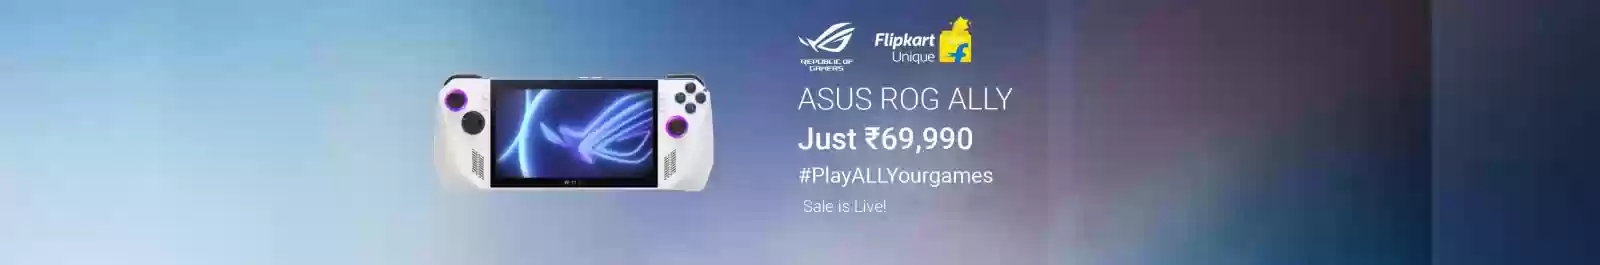 REPUBLIC OF
GAMERS
Flipkart
Unique
ASUS ROG ALLY
Just ₹69,990
#PlayALLYourgames
Sale is Live!